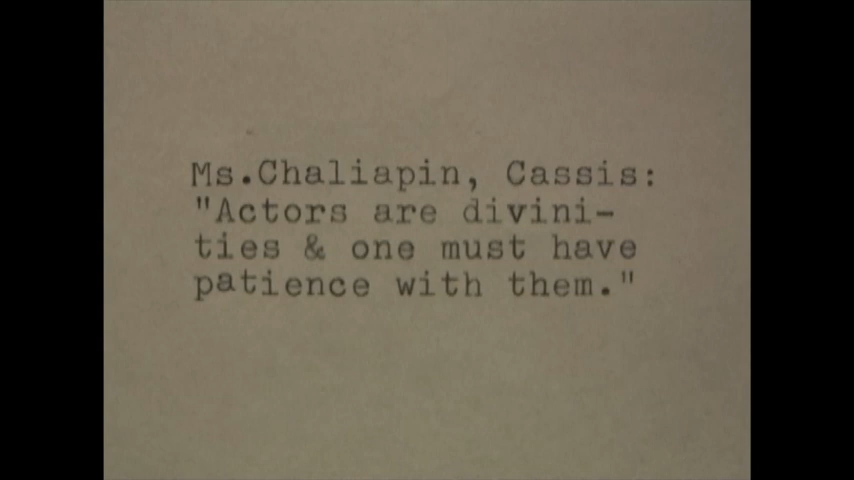 Ms.Chaliapin, Cassis:
"Actors are divini-
ties & one must have
patience with them."